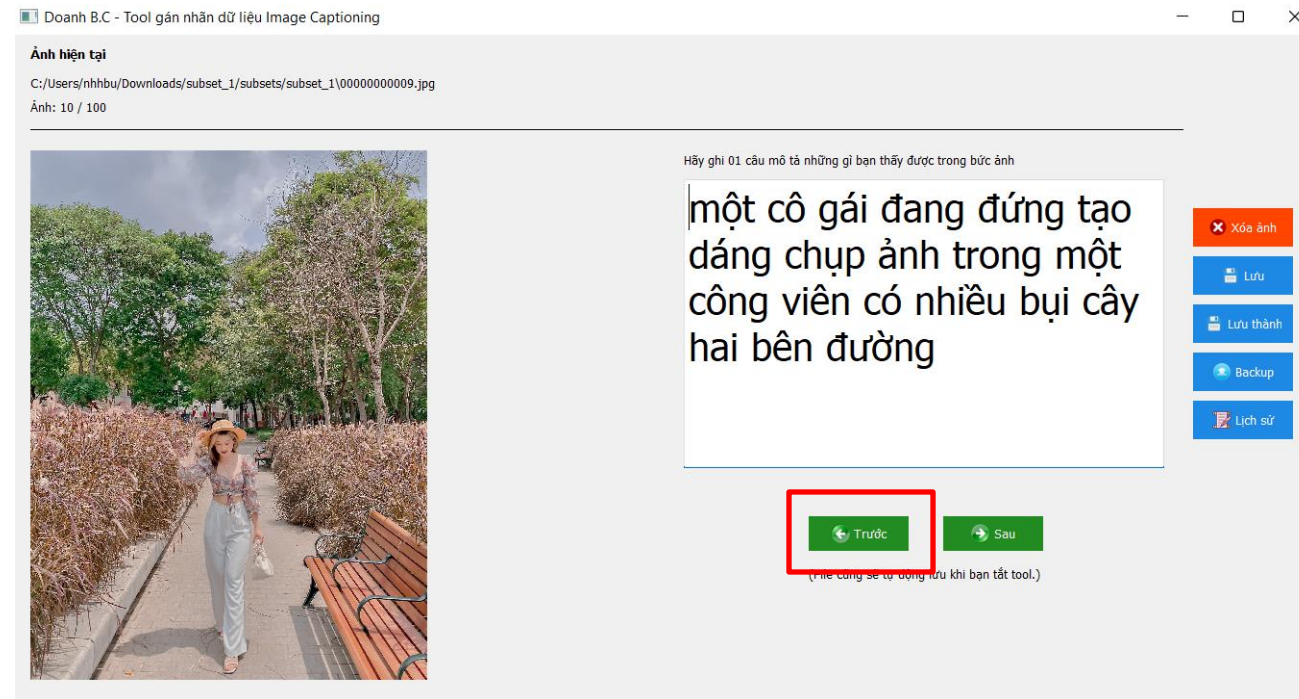 Doanh B.C - Tool gán nhãn dữ liệu Image Captioning
Ảnh hiện tại
C:/Users/nhhbu/Downloads/subset_1/subsets/subset_1\00000000009.jpg
Ảnh: 10 / 100
Hãy ghi 01 câu mô tả những gì bạn thấy được trong bức ảnh
một cô gái đang đứng tạo
dáng chụp ảnh trong một
công viên có nhiều bụi cây
hai bên đường
Xóa ảnh
Lưu
Lưu thành
Backup
Lịch sử
Trước
Sau
(File cũng sẽ tự động lưu khi bạn tắt tool.)